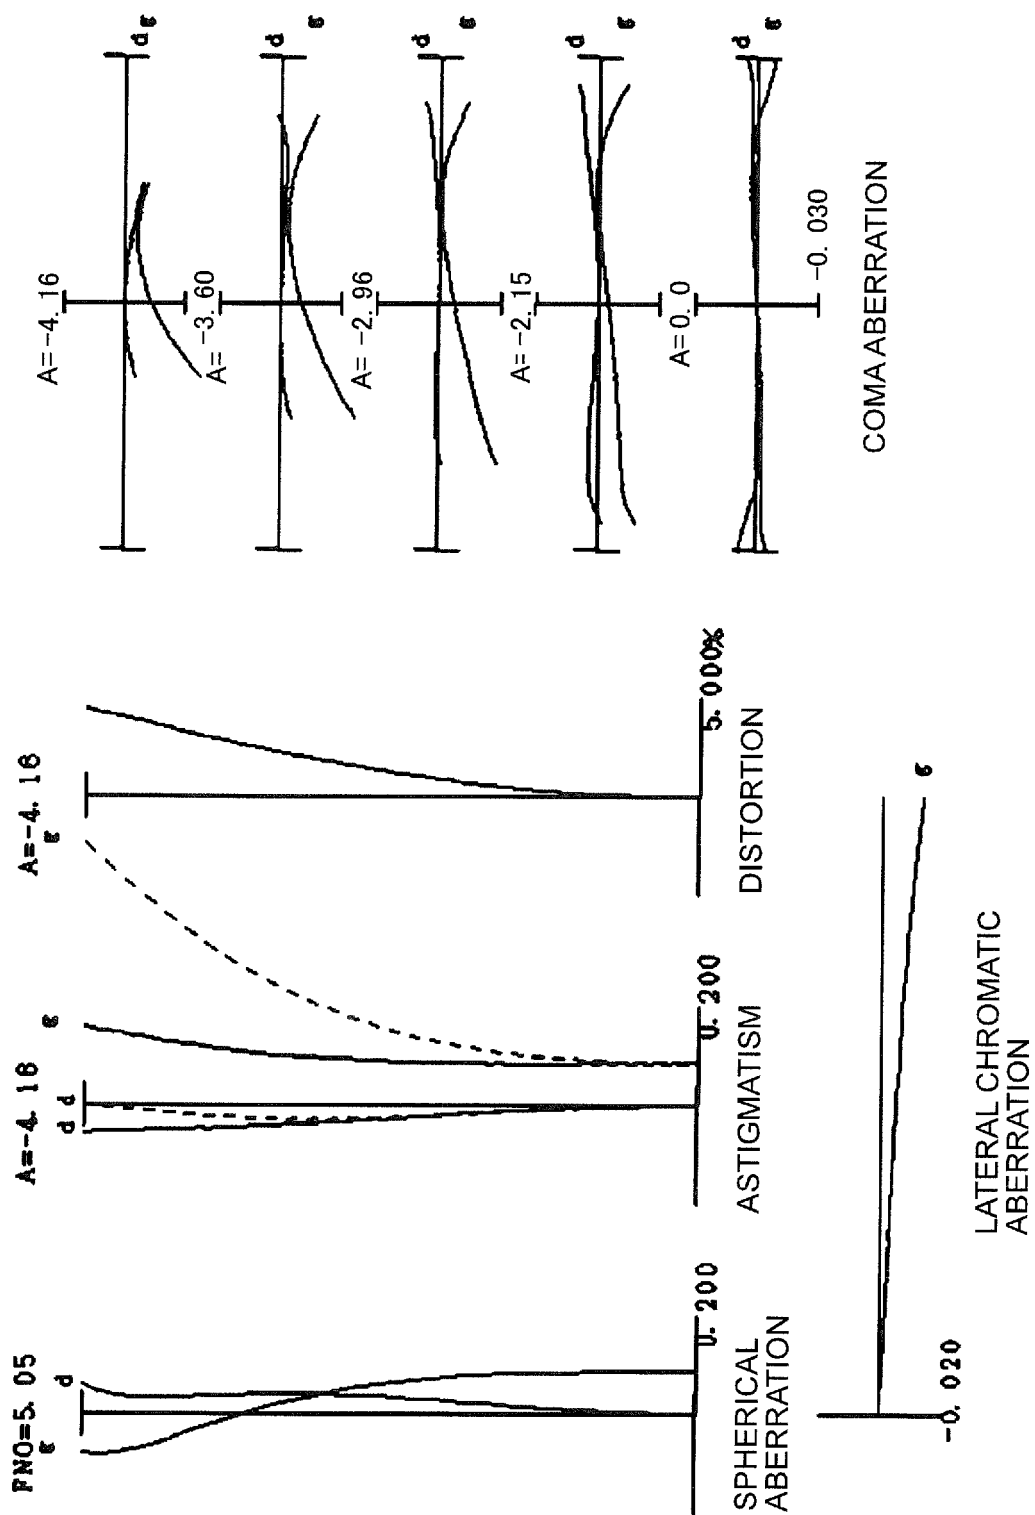 FNO=5. 05
d
g
0. 200
SPHERICAL
ABERRATION
A=-4. 16
d d
g
0. 200
ASTIGMATISM
A=-4. 16
g
5. 000%
DISTORTION
A= -4. 16
d g
A= -3. 60
d
g
A= -2. 96
d
g
A= -2. 15
d
g
A= 0. 0
d
g
-0. 030
COMA ABERRATION
-0. 020
g
LATERAL CHROMATIC
ABERRATION